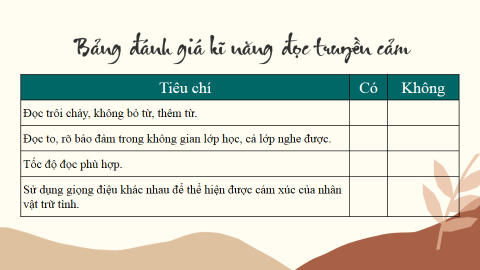 Bảng đánh giá kĩ năng đọc truyền cảm
Tiêu chí Có Không
Đọc trôi chảy, không bỏ từ, thêm từ.
Đọc to, rõ bảo đảm trong không gian lớp học, cả lớp nghe được.
Tốc độ đọc phù hợp.
Sử dụng giọng điệu khác nhau để thể hiện được cảm xúc của nhân
vật trữ tình.